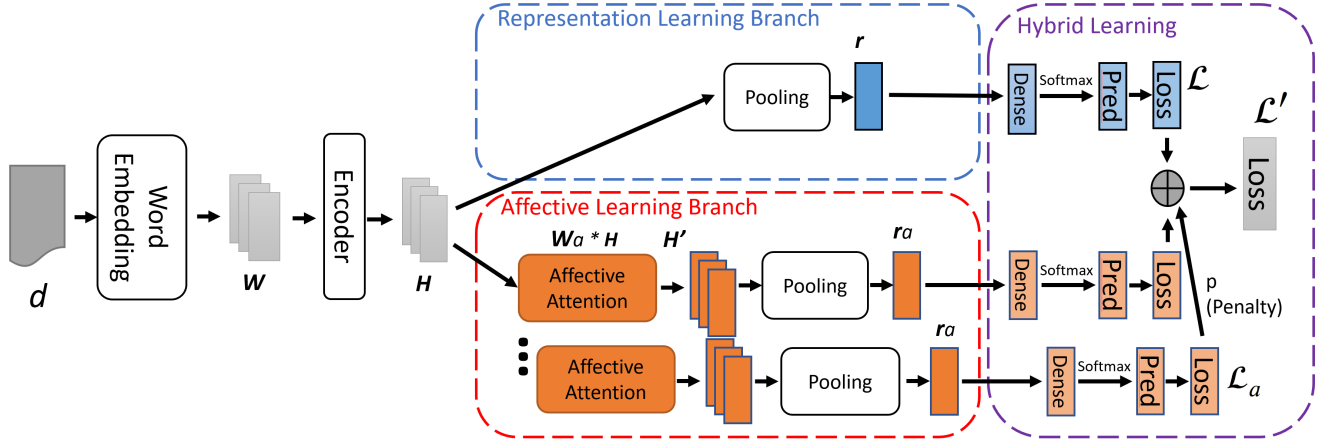 Representation Learning Branch
Hybrid Learning
r
Pooling
Dense
Softmax
Pred
Loss
ℒ
ℒ′
Loss
d
Word
Embedding
W
Encoder
H
Affective Learning Branch
Wa * H
H’
ra
Affective
Attention
Pooling
Dense
Softmax
Pred
Loss
p
(Penalty)
ra
Affective
Attention
Pooling
Dense
Softmax
Pred
Loss
ℒa